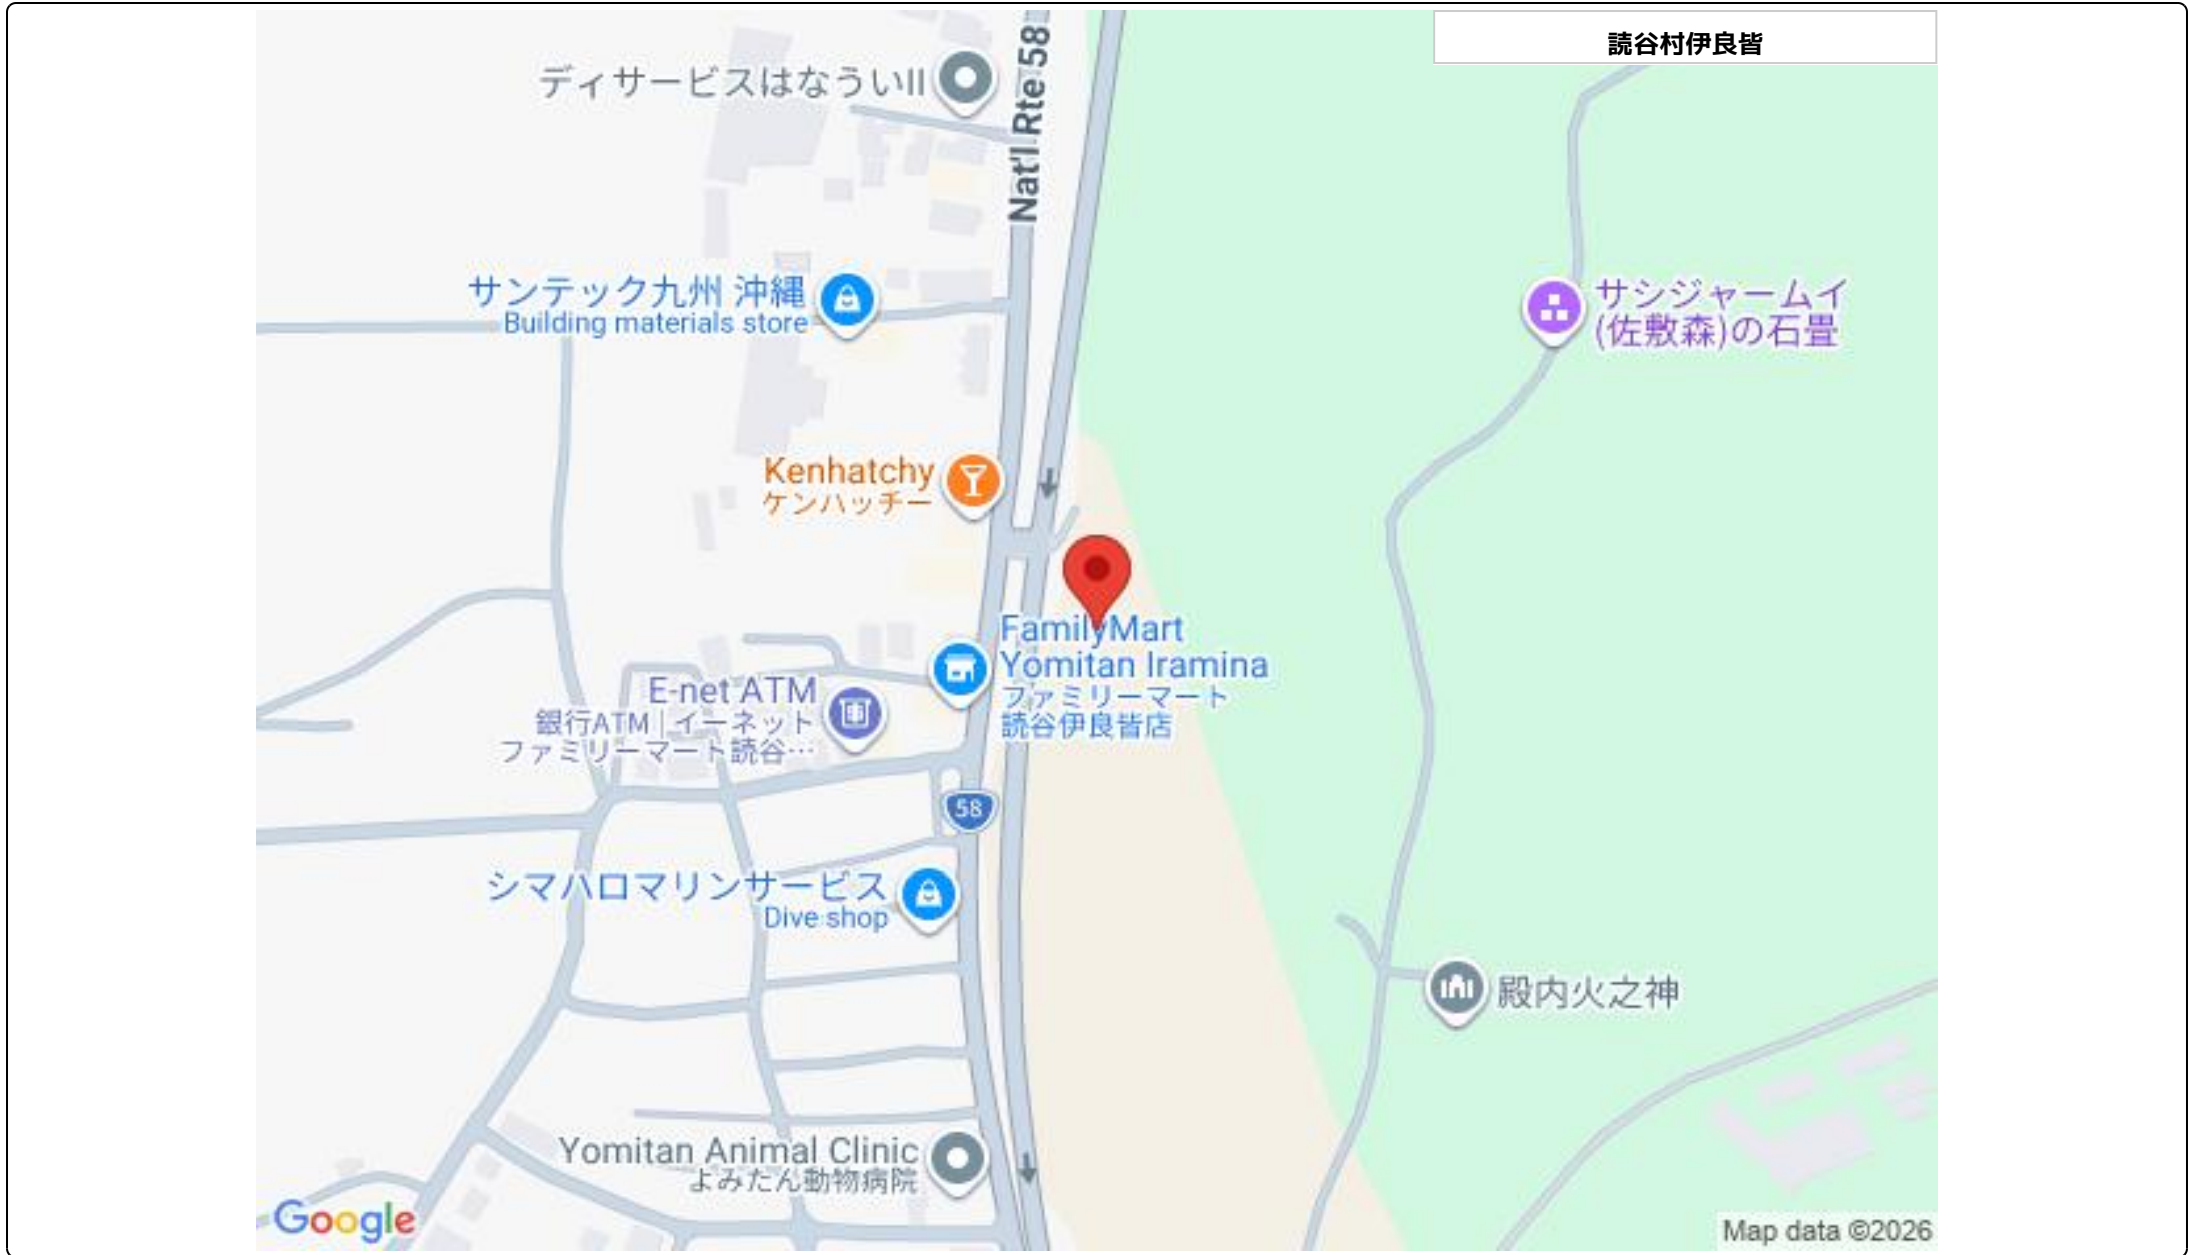 読谷村伊良皆
ディサービスはなういII
Nat'l Rte 58
サンテック九州 沖縄
Building materials store
サシジャームイ
(佐敷森)の石畳
Kenhatchy
ケンハッチー
FamilyMart
Yomitan Iramina
ファミリーマート
読谷伊良皆店
E-net ATM
銀行ATM | イーネット
ファミリーマート読谷…
58
シマハロマリンサービス
Dive shop
殿内火之神
Yomitan Animal Clinic
よみたん動物病院
Google
Map data ©2026